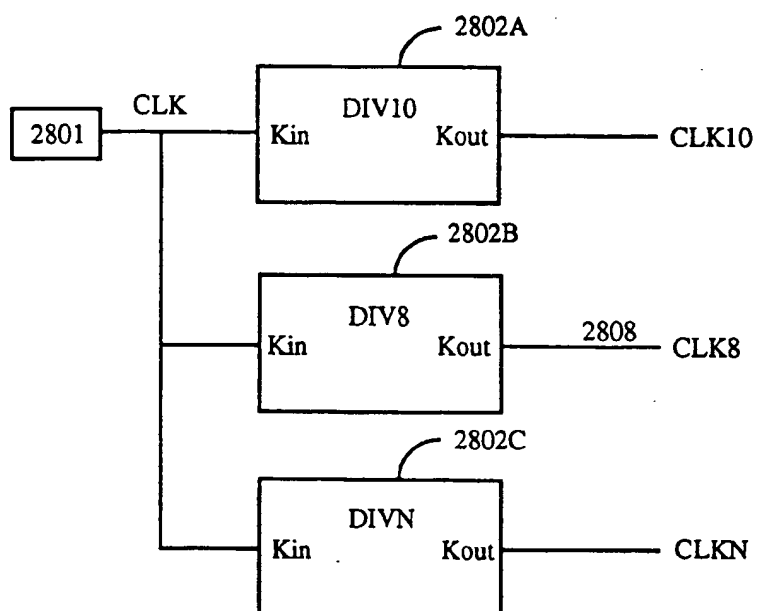 2802A
CLK
DIV10
2801
Kin
Kout
CLK10
2802B
DIV8
2808
Kin
Kout
CLK8
2802C
DIVN
Kin
Kout
CLKN